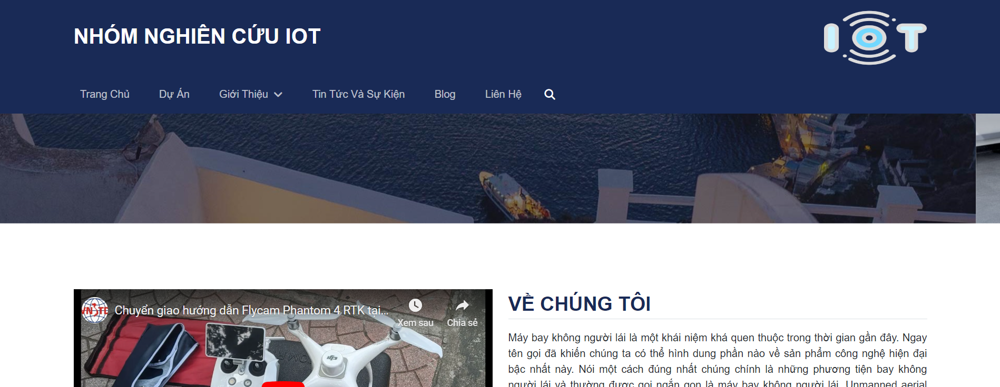 NHÓM NGHIÊN CỨU IOT
IOT
Trang Chủ Dự Án Giới Thiệu Tin Tức Và Sự Kiện Blog Liên Hệ
Chuyển giao hướng dẫn Flycam Phantom 4 RTK tại...
Xem sau Chia sẻ
VỀ CHÚNG TÔI
Máy bay không người lái là một khái niệm khá quen thuộc trong thời gian gần đây. Ngay
tên gọi đã khiến chúng ta có thể hình dung phần nào về sản phẩm công nghệ hiện đại
bậc nhất này. Nói một cách đúng nhất chúng chính là những phương tiện bay không
người lái và thường được gọi ngắn gọn là máy bay không người lái. Unmanned aerial